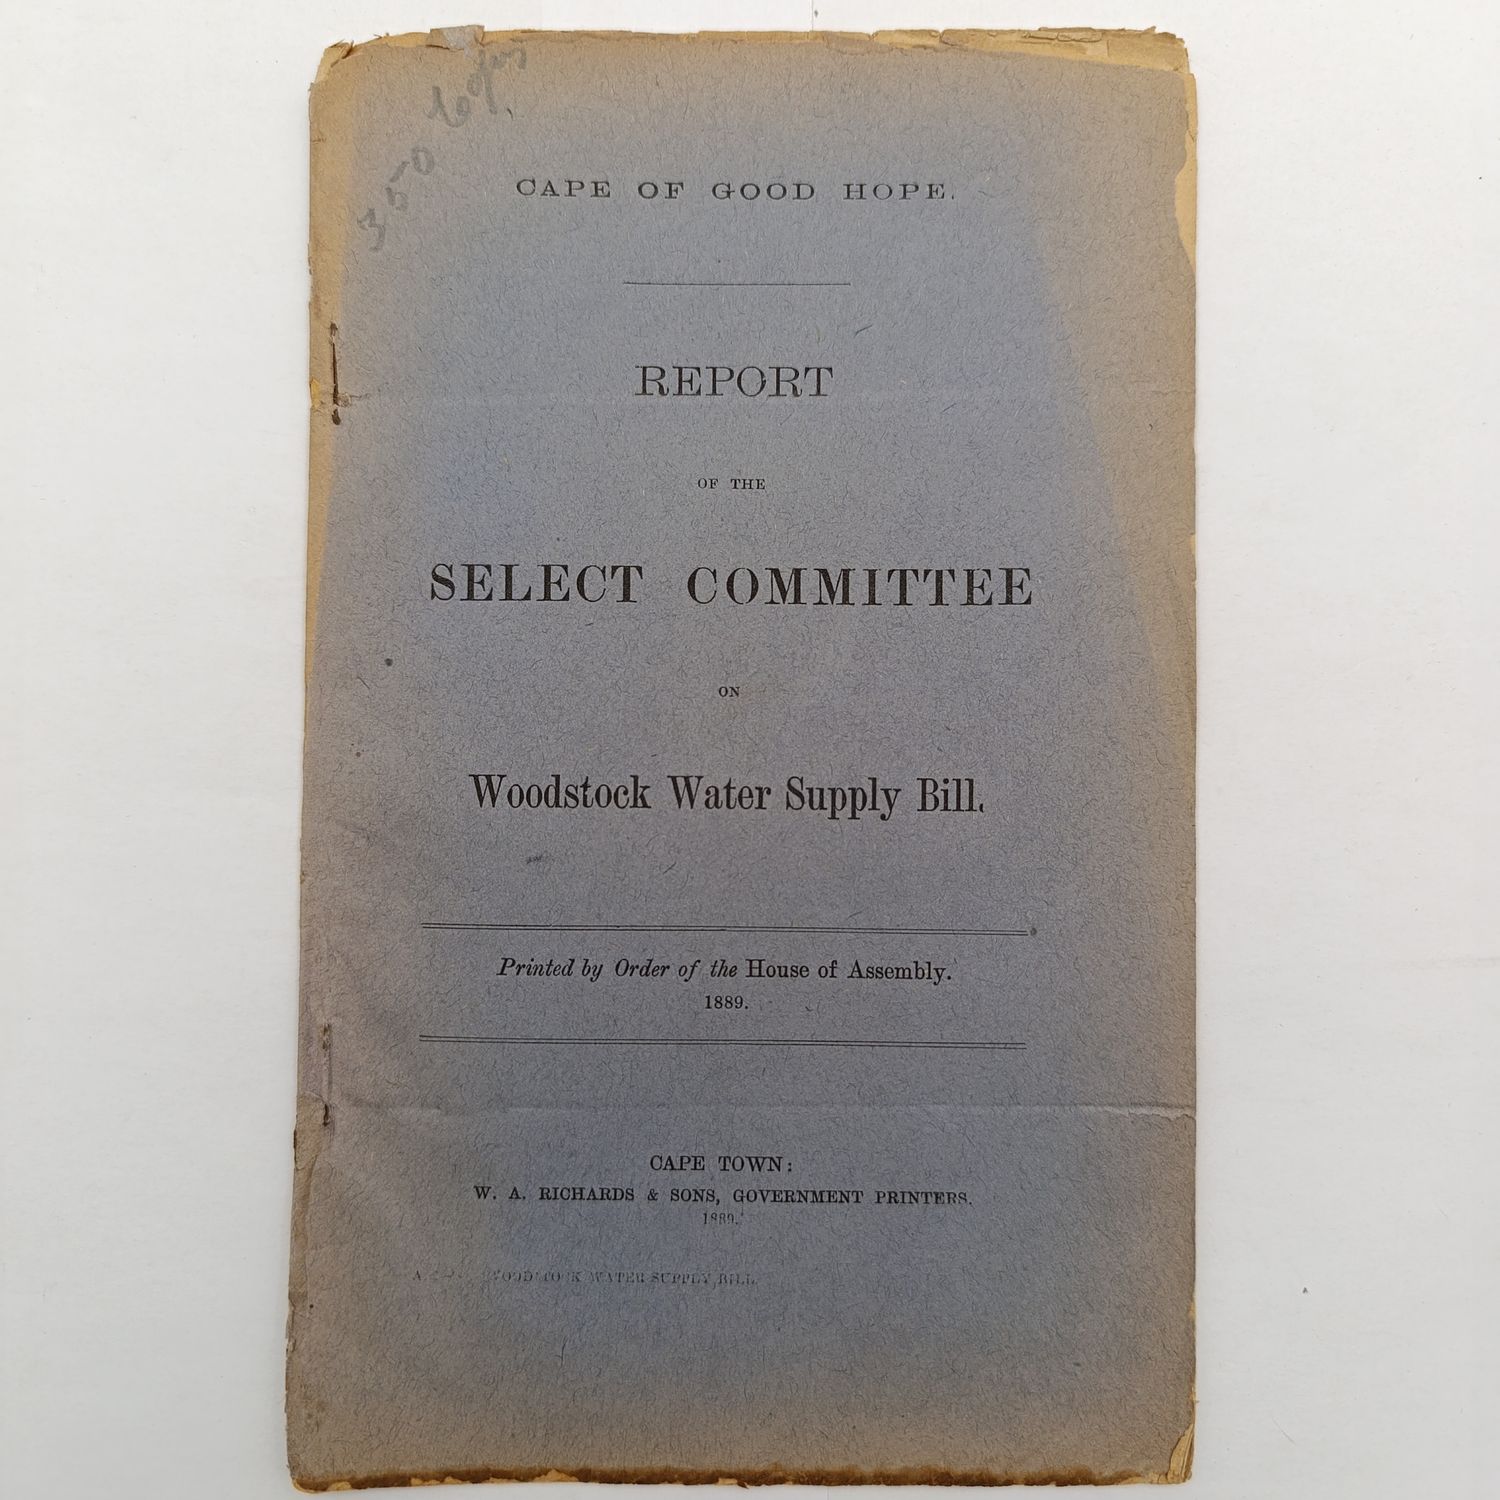 350 copies
CAPE OF GOOD HOPE.
REPORT
OF THE
SELECT COMMITTEE
ON
Woodstock Water Supply Bill.
Printed by Order of the House of Assembly.
1889.
CAPE TOWN:
W. A. RICHARDS & SONS, GOVERNMENT PRINTERS.
1889.
WOODSTOCK WATER SUPPLY BILL.